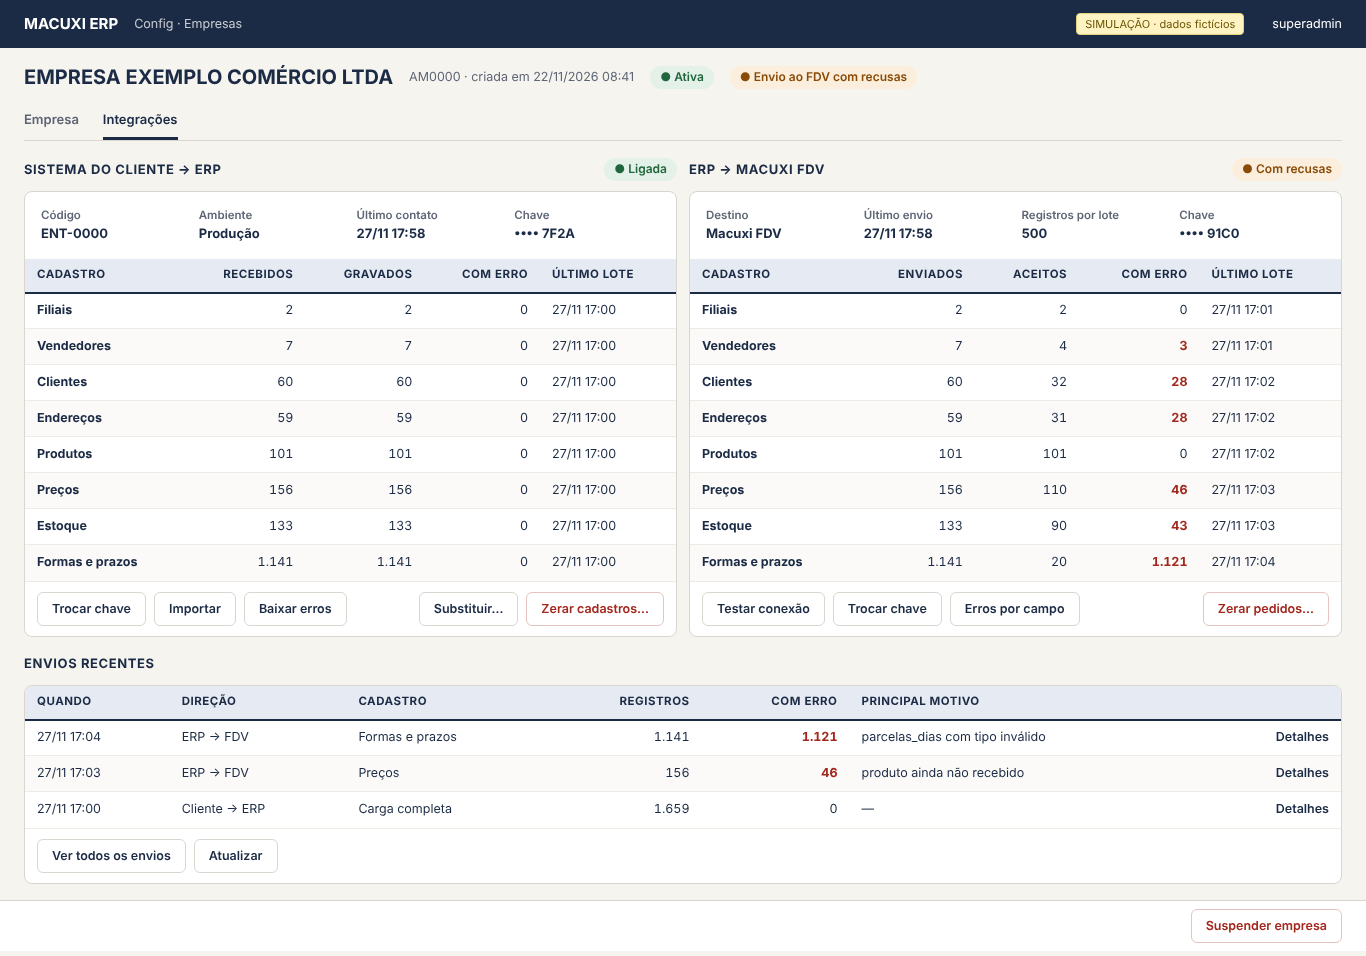 MACUXI ERP Config · Empresas SIMULAÇÃO · dados fictícios superadmin
EMPRESA EXEMPLO COMÉRCIO LTDA AM0000 · criada em 22/11/2026 08:41 ● Ativa ● Envio ao FDV com recusas
Empresa Integrações
SISTEMA DO CLIENTE → ERP ● Ligada
Código Ambiente Último contato Chave
ENT-0000 Produção 27/11 17:58 •••• 7F2A
CADASTRO RECEBIDOS GRAVADOS COM ERRO ÚLTIMO LOTE
Filiais 2 2 0 27/11 17:00
Vendedores 7 7 0 27/11 17:00
Clientes 60 60 0 27/11 17:00
Endereços 59 59 0 27/11 17:00
Produtos 101 101 0 27/11 17:00
Preços 156 156 0 27/11 17:00
Estoque 133 133 0 27/11 17:00
Formas e prazos 1.141 1.141 0 27/11 17:00
Trocar chave Importar Baixar erros Substituir... Zerar cadastros...
ERP → MACUXI FDV ● Com recusas
Destino Último envio Registros por lote Chave
Macuxi FDV 27/11 17:58 500 •••• 91C0
CADASTRO ENVIADOS ACEITOS COM ERRO ÚLTIMO LOTE
Filiais 2 2 0 27/11 17:01
Vendedores 7 4 3 27/11 17:01
Clientes 60 32 28 27/11 17:02
Endereços 59 31 28 27/11 17:02
Produtos 101 101 0 27/11 17:02
Preços 156 110 46 27/11 17:03
Estoque 133 90 43 27/11 17:03
Formas e prazos 1.141 20 1.121 27/11 17:04
Testar conexão Trocar chave Erros por campo Zerar pedidos...
ENVIOS RECENTES
QUANDO DIREÇÃO CADASTRO REGISTROS COM ERRO PRINCIPAL MOTIVO
27/11 17:04 ERP → FDV Formas e prazos 1.141 1.121 parcelas_dias com tipo inválido Detalhes
27/11 17:03 ERP → FDV Preços 156 46 produto ainda não recebido Detalhes
27/11 17:00 Cliente → ERP Carga completa 1.659 0 — Detalhes
Ver todos os envios Atualizar
Suspender empresa